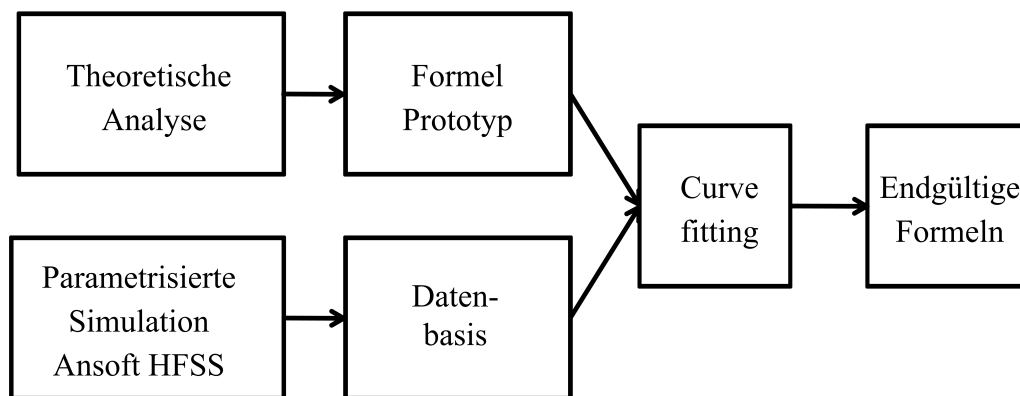 Theoretische
Analyse
Formel
Prototyp
Parametrisierte
Simulation
Ansoft HFSS
Daten-
basis
Curve
fitting
Endgültige
Formeln